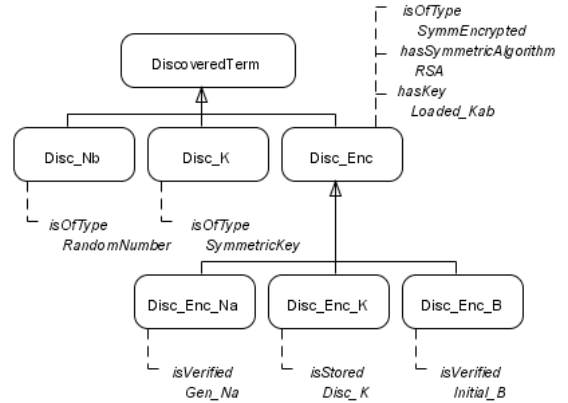 isOfType
SymmEncrypted
hasSymmetricAlgorithm
RSA
hasKey
Loaded_Kab
DiscoveredTerm
Disc_Nb
Disc_K
Disc_Enc
isOfType
RandomNumber
isOfType
SymmetricKey
Disc_Enc_Na
Disc_Enc_K
Disc_Enc_B
isVerified
Gen_Na
isStored
Disc_K
isVerified
Initial_B